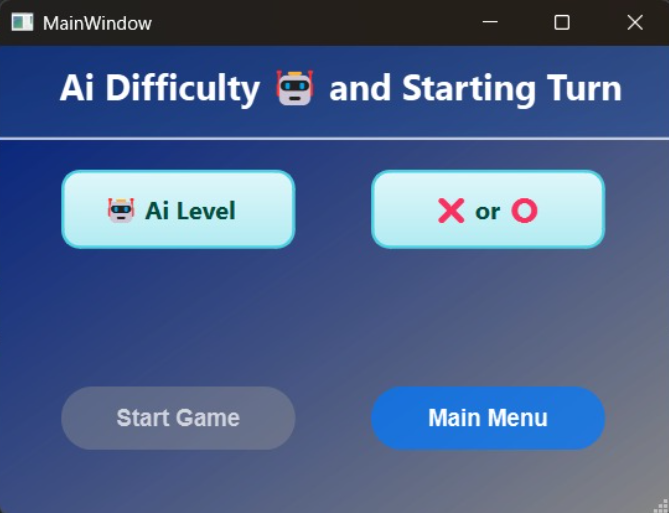 MainWindow
Ai Difficulty 🤖 and Starting Turn
🤖 Ai Level
❌ or ⭕
Start Game
Main Menu